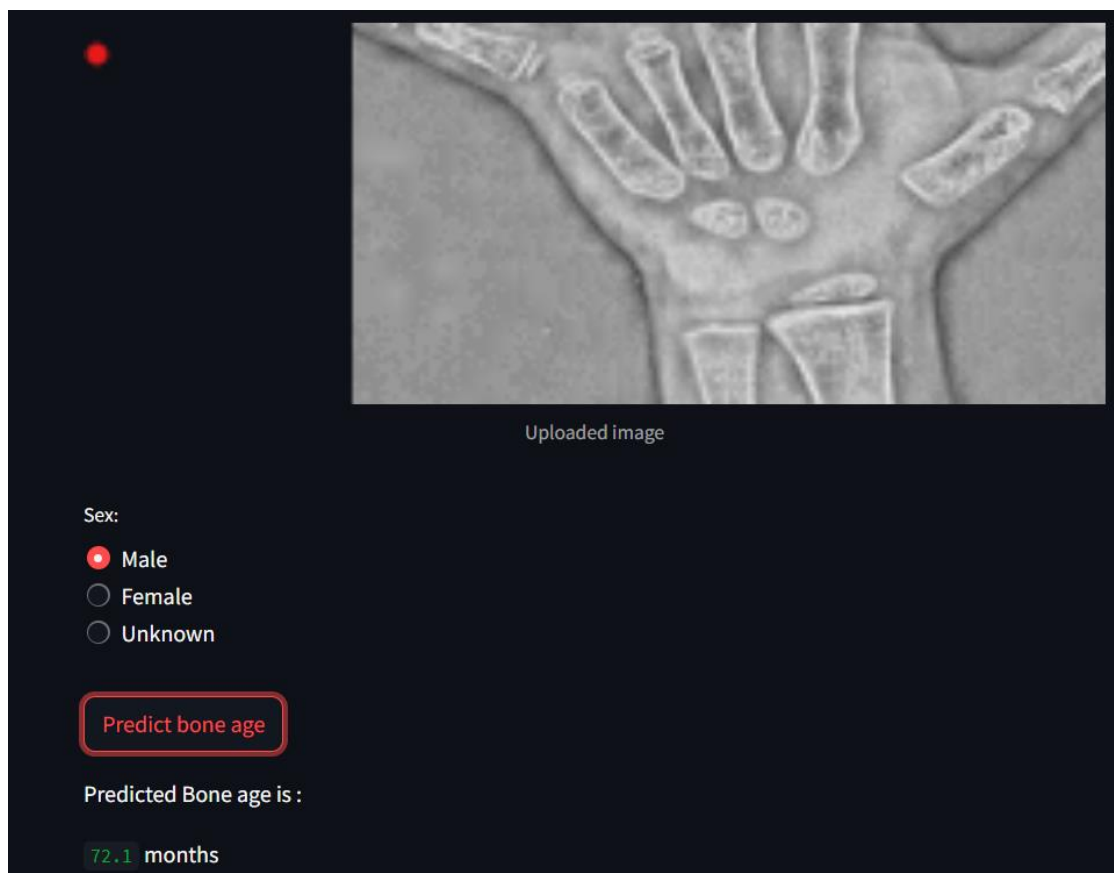 Uploaded image
Sex:
Male
Female
Unknown
Predict bone age
Predicted Bone age is :
72.1 months